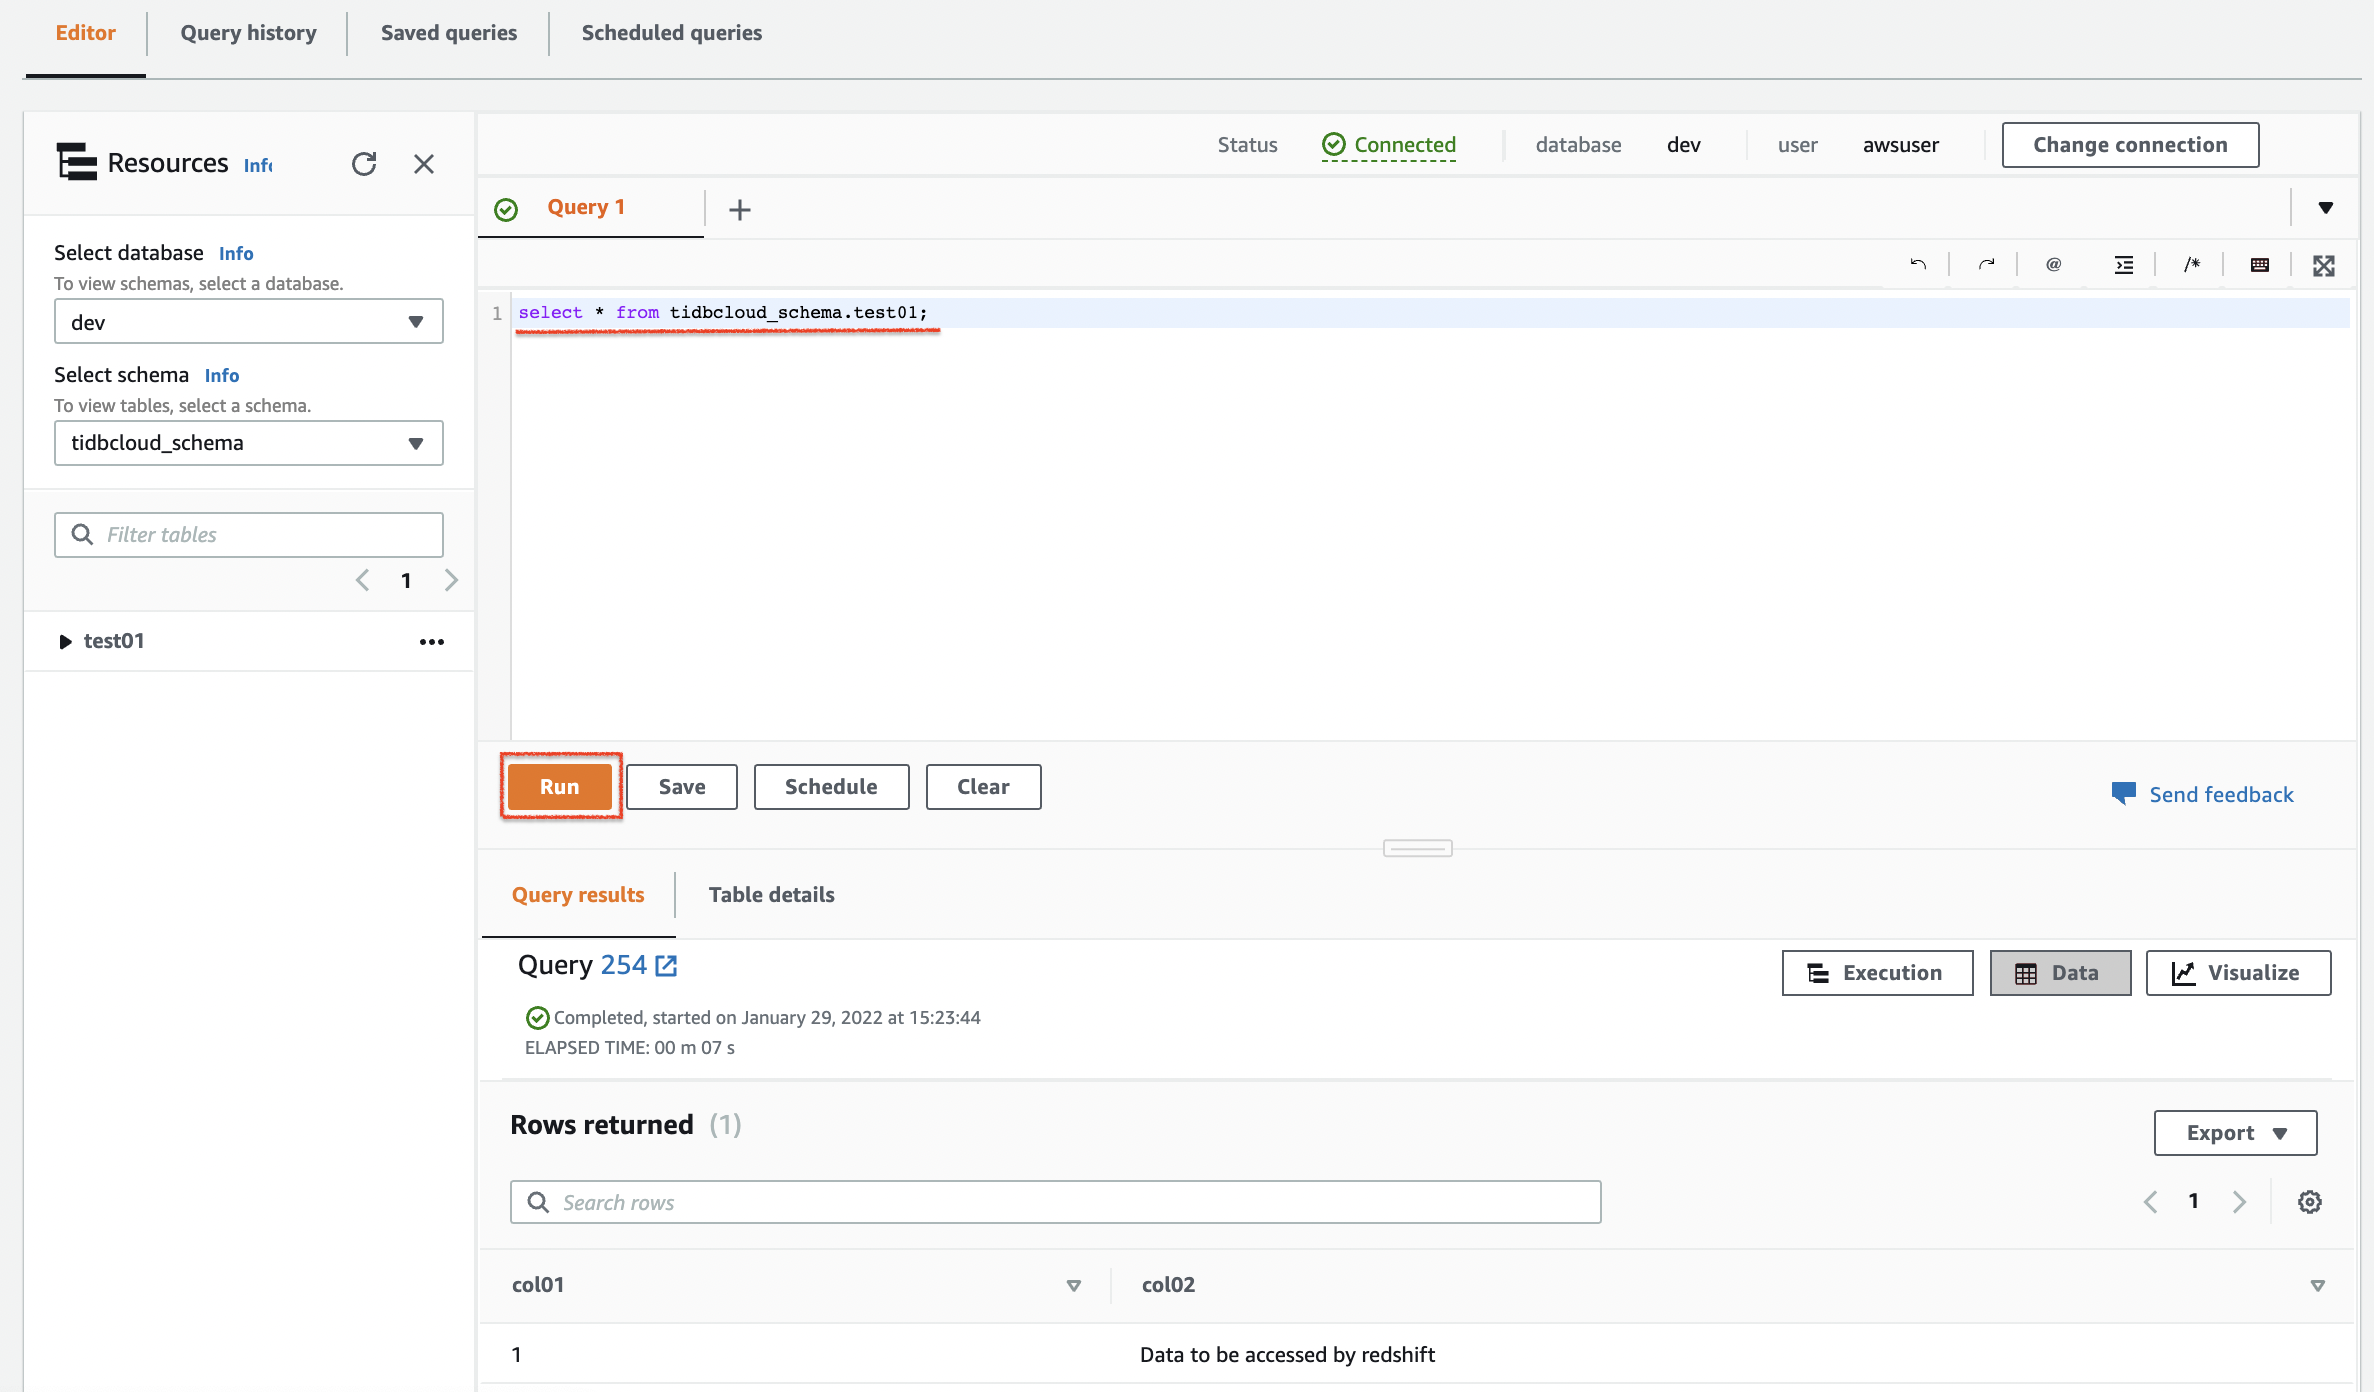 Editor Query history Saved queries Scheduled queries
Resources Info
Status Connected database dev user awsuser Change connection
Query 1
Select database Info
To view schemas, select a database.
dev
Select schema Info
To view tables, select a schema.
tidbcloud_schema
Filter tables
1
test01
@ /*
1 select * from tidbcloud_schema.test01;
Run Save Schedule Clear
Send feedback
Query results Table details
Query 254
Execution Data Visualize
Completed, started on January 29, 2022 at 15:23:44
ELAPSED TIME: 00 m 07 s
Rows returned (1)
Export
Search rows
1
col01 col02
1 Data to be accessed by redshift